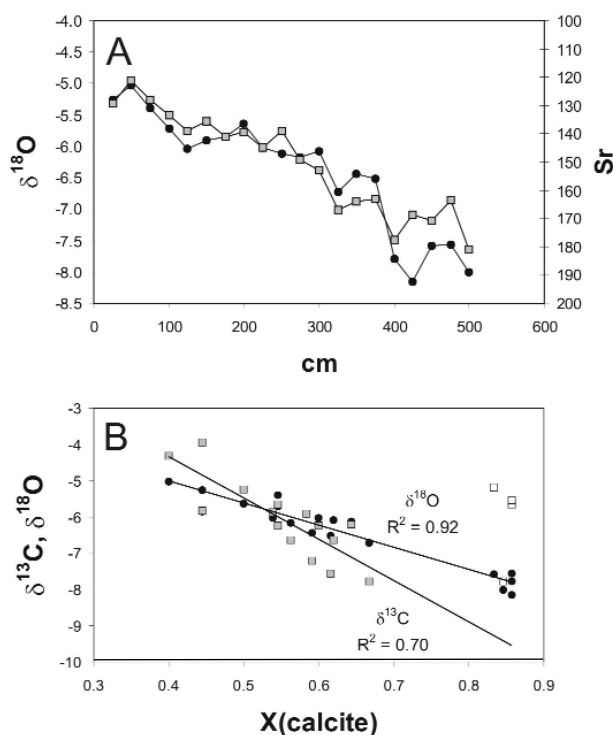 A
-4.0
-4.5
-5.0
-5.5
-6.0
-6.5
-7.0
-7.5
-8.0
-8.5
δ18O
100
110
120
130
140
150
160
170
180
190
200
Sr
0 100 200 300 400 500 600
cm
B
-3
-4
-5
-6
-7
-8
-9
-10
δ13C, δ18O
δ18O
R2 = 0.92
δ13C
R2 = 0.70
0.3 0.4 0.5 0.6 0.7 0.8 0.9
X(calcite)